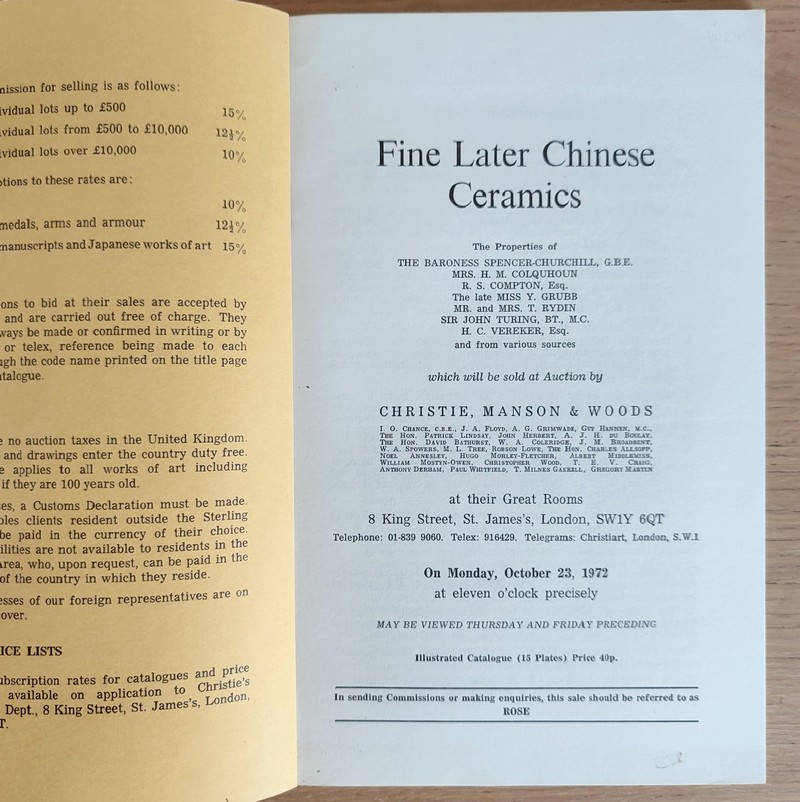 mission for selling is as follows:
ividual lots up to £500 15%
ividual lots from £500 to £10,000 12½%
ividual lots over £10,000 10%
ptions to these rates are:
10%
medals, arms and armour 12½%
manuscripts and Japanese works of art 15%
ons to bid at their sales are accepted by
and are carried out free of charge. They
ways be made or confirmed in writing or by
or telex, reference being made to each
ugh the code name printed on the title page
atalogue.
e no auction taxes in the United Kingdom.
and drawings enter the country duty free.
e applies to all works of art including
if they are 100 years old.
es, a Customs Declaration must be made.
bles clients resident outside the Sterling
be paid in the currency of their choice.
ilities are not available to residents in the
area, who, upon request, can be paid in the
of the country in which they reside.
esses of our foreign representatives are on
over.
ICE LISTS
ubscription rates for catalogues and price
available on application to Christie's
Dept., 8 King Street, St. James's, London,
T.
Fine Later Chinese
Ceramics
The Properties of
THE BARONESS SPENCER-CHURCHILL, G.B.E.
MRS. H. M. COLQUHOUN
R. S. COMPTON, Esq.
The late MISS Y. GRUBB
MR. and MRS. T. RYDIN
SIR JOHN TURING, BT., M.C.
H. C. VEREKER, Esq.
and from various sources
which will be sold at Auction by
CHRISTIE, MANSON & WOODS
I. O. Chance, C.B.E., J. A. Floyd, A. G. Grimwade, Guy Hannen, M.C.,
The Hon. Patrick Lindsay, John Herbert, A. J. H. du Boulay,
The Hon. David Bathurst, W. A. Coleridge, J. M. Broadbent,
W. A. Spowers, M. L. Tree, Robson Lowe, The Hon. Charles Allsopp,
Noel Annesley, Hugo Morley-Fletcher, Albert Middlemiss,
William Mostyn-Owen, Christopher Wood, T. E. V. Craig,
Anthony Derham, Paul Whitfield, T. Milnes Gaskell, Gregory Martin
at their Great Rooms
8 King Street, St. James's, London, SW1Y 6QT
Telephone: 01-839 9060. Telex: 916429. Telegrams: Christiart, London, S.W.1
On Monday, October 23, 1972
at eleven o'clock precisely
MAY BE VIEWED THURSDAY AND FRIDAY PRECEDING
Illustrated Catalogue (15 Plates) Price 40p.
In sending Commissions or making enquiries, this sale should be referred to as
ROSE